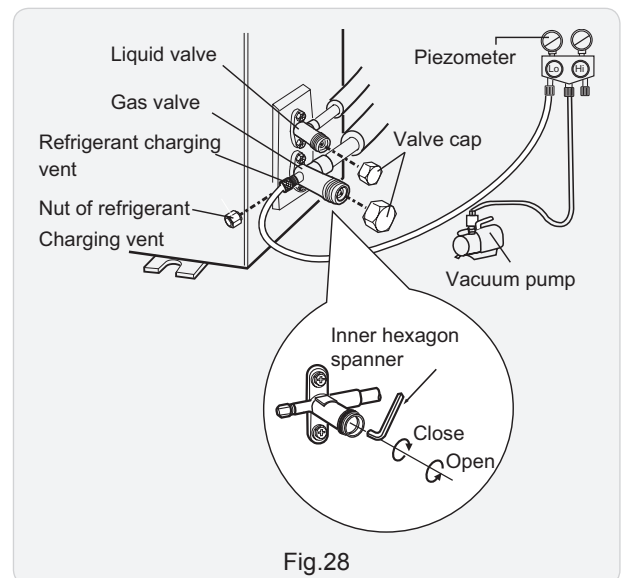 Liquid valve
Gas valve
Refrigerant charging
vent
Nut of refrigerant
Charging vent
Piezometer
Lo
Hi
Valve cap
Vacuum pump
Inner hexagon
spanner
Close
Open
Fig.28